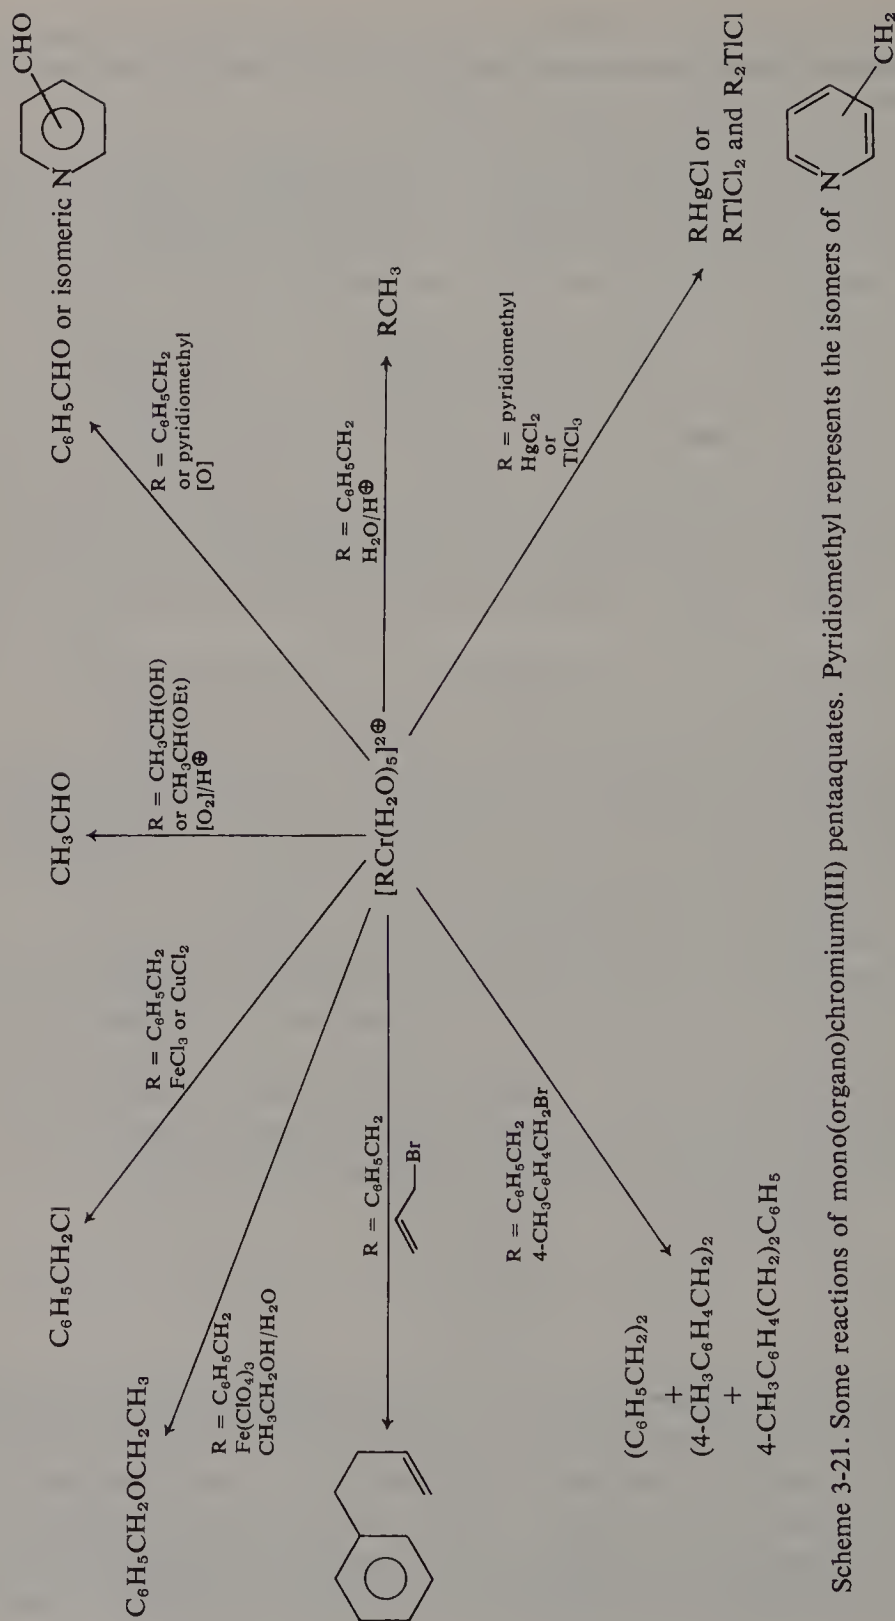 CH₃CHO
C₆H₅CHO or isomeric N CHO
C₆H₅CH₂Cl
R = CH₃CH(OH)
or CH₃CH(OEt)
[O₂]/H⊕
R = C₆H₅CH₂
or pyridiomethyl
[O]
R = C₆H₅CH₂
FeCl₃ or CuCl₂
C₆H₅CH₂OCH₂CH₃
R = C₆H₅CH₂
Fe(ClO₄)₃
CH₃CH₂OH/H₂O
R = C₆H₅CH₂
H₂O/H⊕
RCH₃
[RCr(H₂O)₅]²⊕
R = C₆H₅CH₂
Br
R = pyridiomethyl
HgCl₂
or
TlCl₃
R = C₆H₅CH₂
4-CH₃C₆H₄CH₂Br
RHgCl or
RTlCl₂ and R₂TlCl
(C₆H₅CH₂)₂
+
(4-CH₃C₆H₄CH₂)₂
+
4-CH₃C₆H₄(CH₂)₂C₆H₅
Scheme 3-21. Some reactions of mono(organo)chromium(III) pentaaquates. Pyridiomethyl represents the isomers of N CH₂